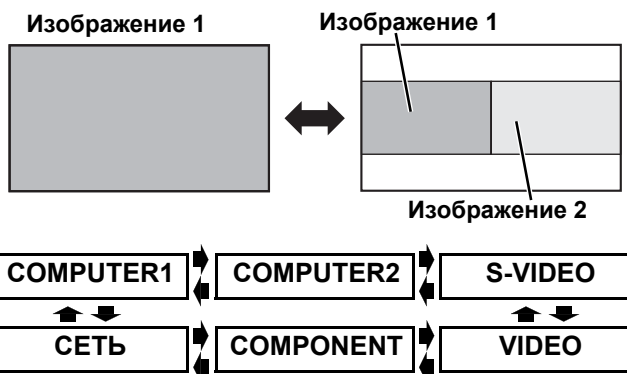 Изображение 1
Изображение 1
Изображение 2
COMPUTER1
COMPUTER2
S-VIDEO
СЕТЬ
COMPONENT
VIDEO